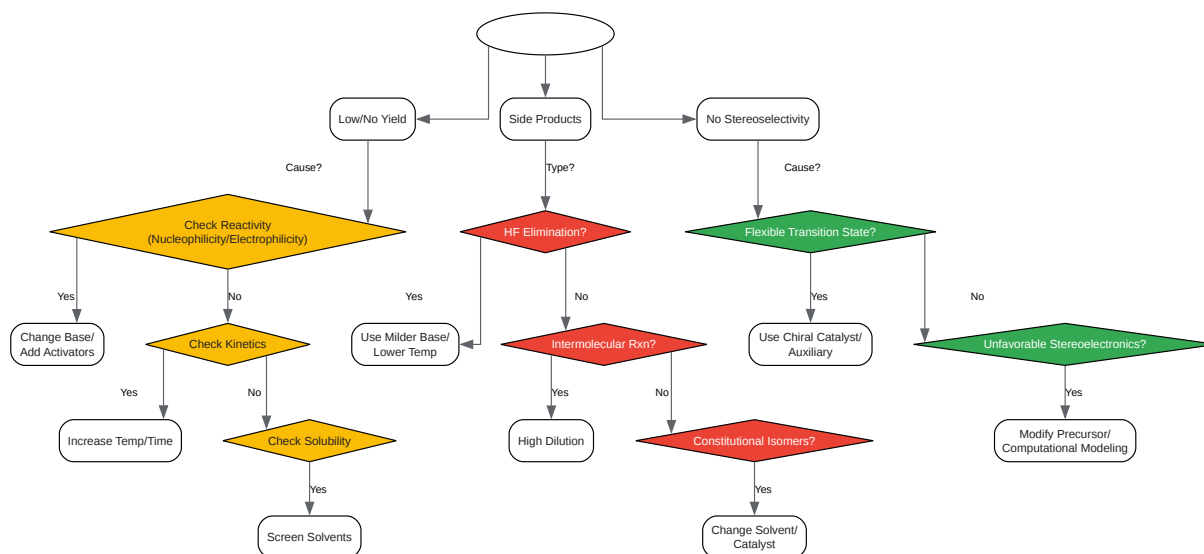 Low/No Yield
Side Products
No Stereoselectivity
Cause?
Type?
Cause?
Check Reactivity
(Nucleophilicity/Electrophilicity)
HF Elimination?
Flexible Transition State?
Yes
No
Yes
No
Yes
No
Change Base/
Add Activators
Check Kinetics
Use Milder Base/
Lower Temp
Intermolecular Rxn?
Use Chiral Catalyst/
Auxiliary
Unfavorable Stereoelectronics?
Yes
No
Yes
No
Yes
Increase Temp/Time
Check Solubility
High Dilution
Constitutional Isomers?
Modify Precursor/
Computational Modeling
Yes
Yes
Screen Solvents
Change Solvent/
Catalyst